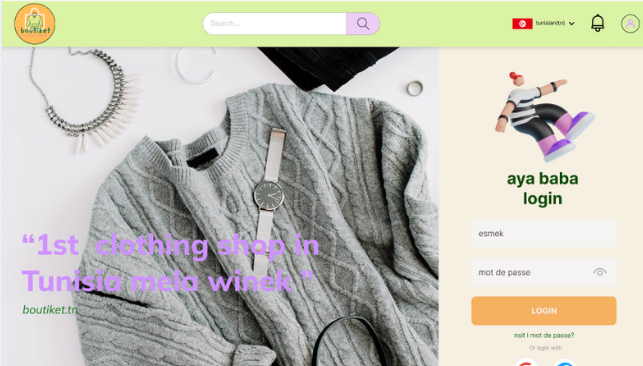 boutiket
Search...
tunisian(tn)
“1st clothing shop in
Tunisia mela winek ”
boutiket.tn
aya baba
login
esmek
mot de passe
LOGIN
nsit l mot de passe?
Or login with